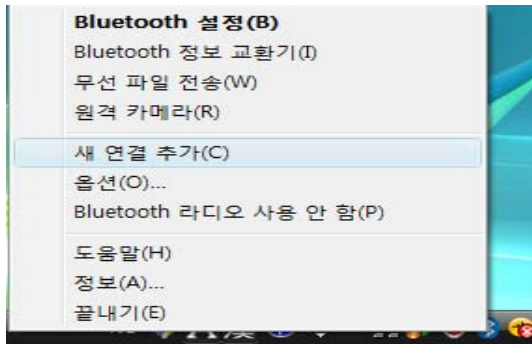 Bluetooth 설정(B)
Bluetooth 정보 교환기(I)
무선 파일 전송(W)
원격 카메라(R)
새 연결 추가(C)
옵션(O)...
Bluetooth 라디오 사용 안 함(P)
도움말(H)
정보(A)...
끝내기(E)